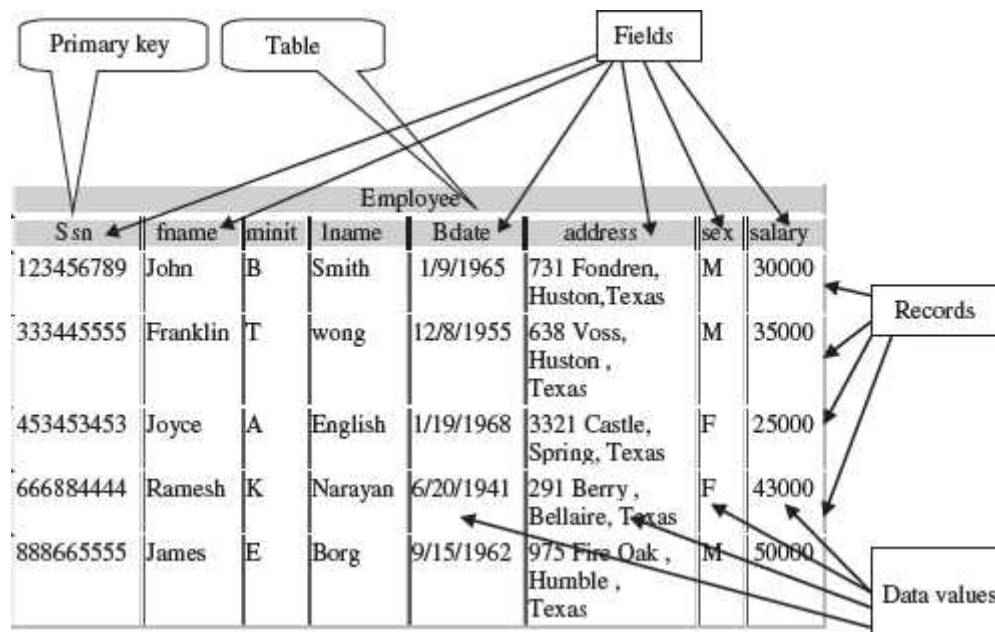 Primary key
Table
Fields
Employee
Ssn fname minit lname Bdate address sex salary
123456789 John B Smith 1/9/1965 731 Fondren, M 30000
Huston,Texas
Records
333445555 Franklin T wong 12/8/1955 638 Voss, M 35000
Huston ,
Texas
453453453 Joyce A English 1/19/1968 3321 Castle, F 25000
Spring, Texas
666884444 Ramesh K Narayan 6/20/1941 291 Berry , F 43000
Bellaire, Texas
888665555 James E Borg 9/15/1962 975 Fire Oak , M 50000
Humble ,
Texas
Data values